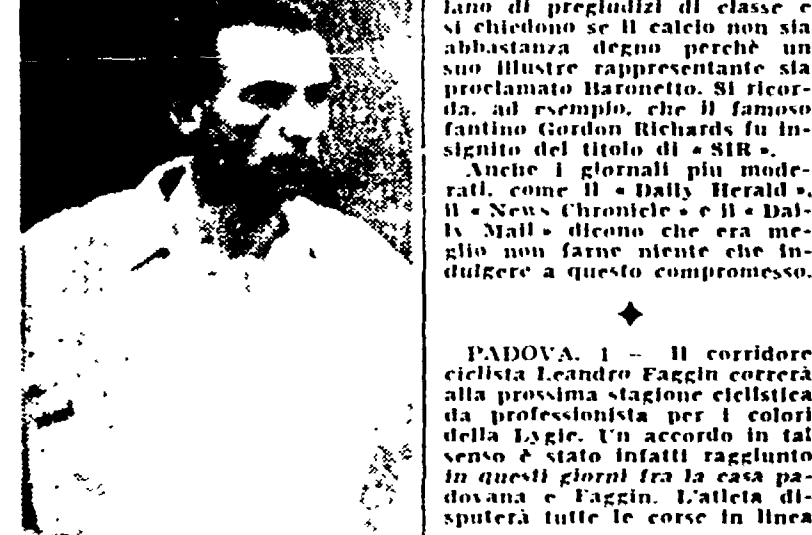 lano di pregiudizi di classe e
si chiedono se il calcio non sia
abbastanza degno perchè un
suo illustre rappresentante sia
proclamato Baronetto. Si ricor-
da, ad esempio, che il famoso
fantino Gordon Richards fu in-
signito del titolo di « SIR ».
Anche i giornali più mode-
rati, come il « Daily Herald »,
il « News Chronicle » e il « Dai-
ly Mail » dicono che era me-
glio non farne niente che in-
dulgere a questo compromesso.
PADOVA, 1 -- Il corridore
ciclista Leandro Faggin correrà
alla prossima stagione ciclistica
da professionista per i colori
della Lygie. Un accordo in tal
senso è stato infatti raggiunto
in questi giorni fra la casa pa-
dovana e Faggin. L'atleta di-
sputerà tutte le corse in linea